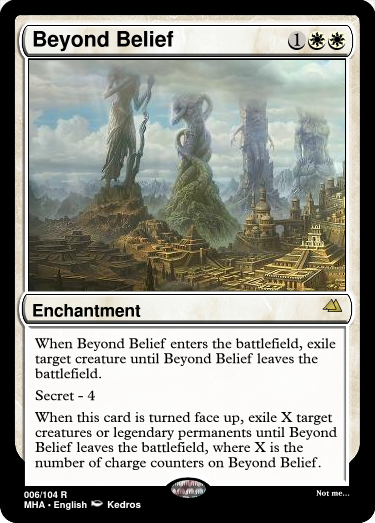 Beyond Belief 1
Enchantment
When Beyond Belief enters the battlefield, exile
target creature until Beyond Belief leaves the
battlefield.
Secret - 4
When this card is turned face up, exile X target
creatures or legendary permanents until Beyond
Belief leaves the battlefield, where X is the
number of charge counters on Beyond Belief.
006/104 R
Not me...
MHA • English Kedros